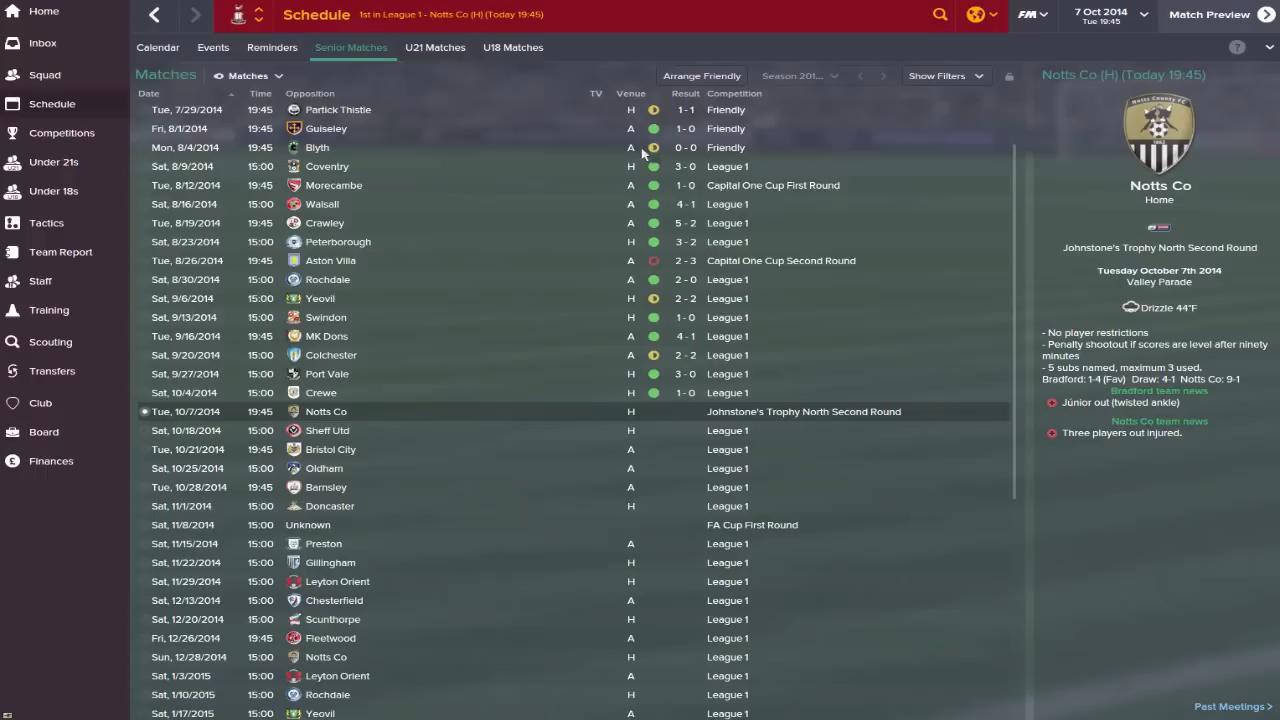 Home
Schedule
1st in League 1 - Notts Co (H) (Today 19:45)
FM
7 Oct 2014
Tue 19:45
Match Preview
Inbox
Squad
Schedule
Competitions
Under 21s
Under 18s
Tactics
Team Report
Staff
Training
Scouting
Transfers
Club
Board
Finances
Calendar Events Reminders Senior Matches U21 Matches U18 Matches
Matches Matches Arrange Friendly Season 201... Show Filters
Date Time Opposition TV Venue Result Competition
Tue, 7/29/2014 19:45 Partick Thistle H 1 - 1 Friendly
Fri, 8/1/2014 19:45 Guiseley A 1 - 0 Friendly
Mon, 8/4/2014 19:45 Blyth A 0 - 0 Friendly
Sat, 8/9/2014 15:00 Coventry H 3 - 0 League 1
Tue, 8/12/2014 19:45 Morecambe A 1 - 0 Capital One Cup First Round
Sat, 8/16/2014 15:00 Walsall A 4 - 1 League 1
Tue, 8/19/2014 19:45 Crawley A 5 - 2 League 1
Sat, 8/23/2014 15:00 Peterborough H 3 - 2 League 1
Tue, 8/26/2014 19:45 Aston Villa A 2 - 3 Capital One Cup Second Round
Sat, 8/30/2014 15:00 Rochdale A 2 - 0 League 1
Sat, 9/6/2014 15:00 Yeovil H 2 - 2 League 1
Sat, 9/13/2014 15:00 Swindon H 1 - 0 League 1
Tue, 9/16/2014 19:45 MK Dons A 4 - 1 League 1
Sat, 9/20/2014 15:00 Colchester A 2 - 2 League 1
Sat, 9/27/2014 15:00 Port Vale H 3 - 0 League 1
Sat, 10/4/2014 15:00 Crewe H 1 - 0 League 1
Tue, 10/7/2014 19:45 Notts Co H Johnstone's Trophy North Second Round
Sat, 10/18/2014 15:00 Sheff Utd H League 1
Tue, 10/21/2014 19:45 Bristol City A League 1
Sat, 10/25/2014 15:00 Oldham A League 1
Tue, 10/28/2014 19:45 Barnsley A League 1
Sat, 11/1/2014 15:00 Doncaster H League 1
Sat, 11/8/2014 15:00 Unknown FA Cup First Round
Sat, 11/15/2014 15:00 Preston A League 1
Sat, 11/22/2014 15:00 Gillingham H League 1
Sat, 11/29/2014 15:00 Leyton Orient H League 1
Sat, 12/13/2014 15:00 Chesterfield A League 1
Sat, 12/20/2014 15:00 Scunthorpe H League 1
Fri, 12/26/2014 19:45 Fleetwood A League 1
Sun, 12/28/2014 15:00 Notts Co H League 1
Sat, 1/3/2015 15:00 Leyton Orient A League 1
Sat, 1/10/2015 15:00 Rochdale H League 1
Sat, 1/17/2015 15:00 Yeovil A League 1
Notts Co (H) (Today 19:45)
Notts Co
Home
Johnstone's Trophy North Second Round
Tuesday October 7th 2014
Valley Parade
Drizzle 44°F
- No player restrictions
- Penalty shootout if scores are level after ninety
minutes
- 5 subs named, maximum 3 used.
Bradford: 1-4 (Fav) Draw: 4-1 Notts Co: 9-1
Bradford team news
Júnior out (twisted ankle)
Notts Co team news
Three players out injured.
Past Meetings >